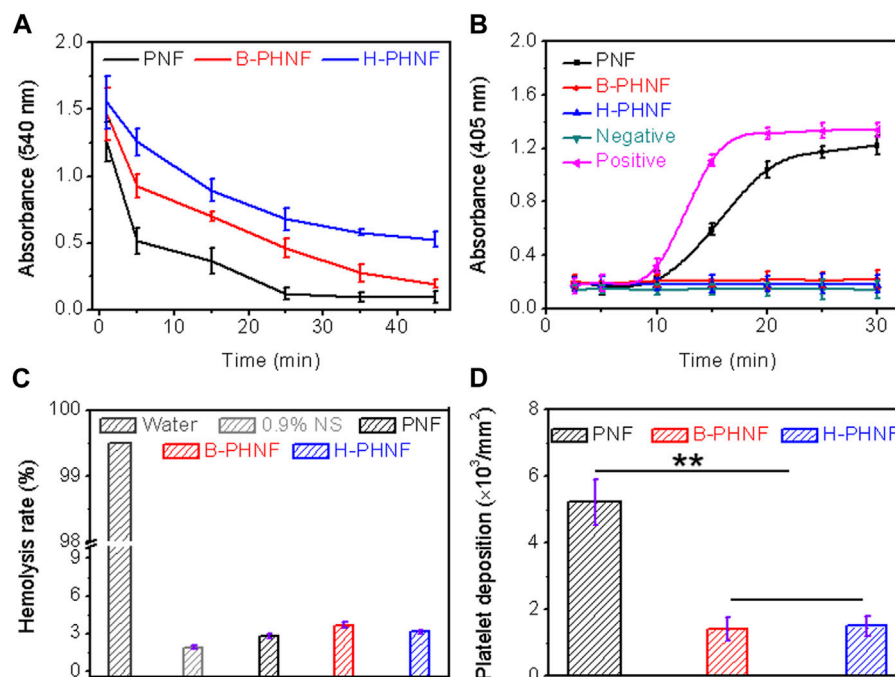 A
PNF B-PHNF H-PHNF
2.0
1.5
1.0
0.5
0.0
Absorbance (540 nm)
0 10 20 30 40
Time (min)
B
PNF
B-PHNF
H-PHNF
Negative
Positive
2.0
1.6
1.2
0.8
0.4
0.0
Absorbance (405 nm)
0 10 20 30
Time (min)
C
Water 0.9% NS PNF
B-PHNF H-PHNF
100
99
98
9
6
3
0
Hemolysis rate (%)
D
PNF B-PHNF H-PHNF
**
8
6
4
2
0
Platelet deposition (×10³/mm²)